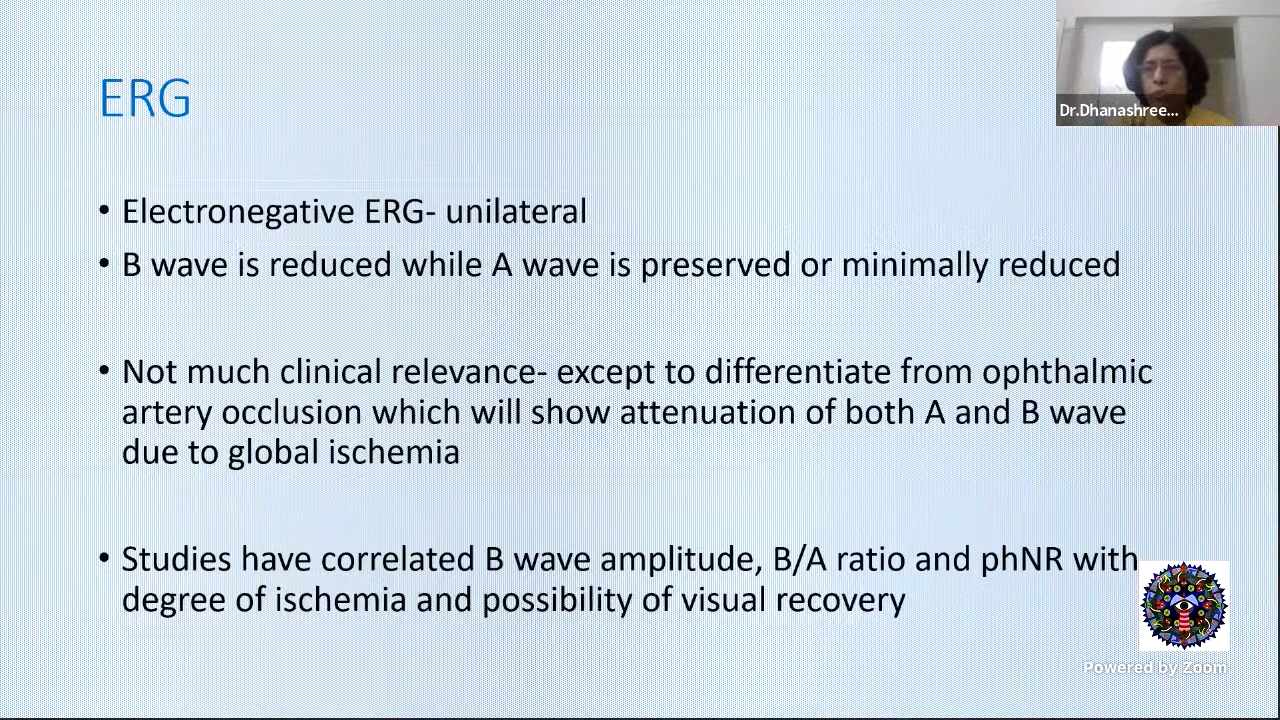 ERG
Dr.Dhanashree...
• Electronegative ERG- unilateral
• B wave is reduced while A wave is preserved or minimally reduced
• Not much clinical relevance- except to differentiate from ophthalmic
artery occlusion which will show attenuation of both A and B wave
due to global ischemia
• Studies have correlated B wave amplitude, B/A ratio and phNR with
degree of ischemia and possibility of visual recovery
Powered by Zoom